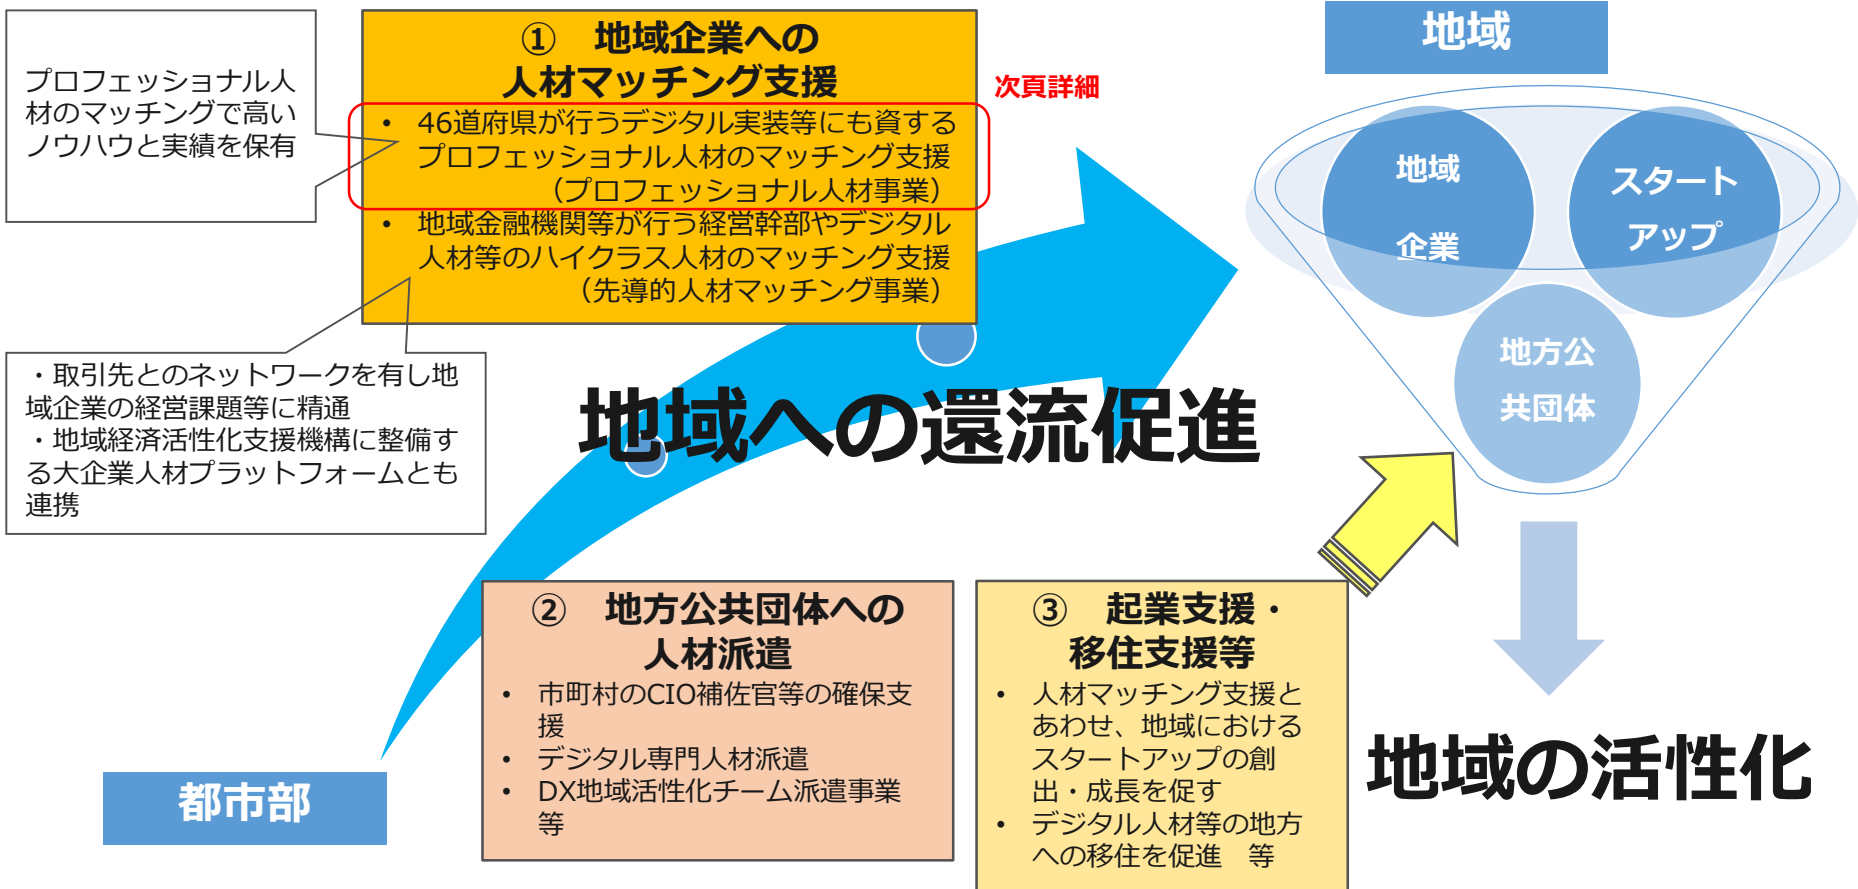 プロフェッショナル人
材のマッチングで高い
ノウハウと実績を保有
① 地域企業への
人材マッチング支援
• 46道府県が行うデジタル実装等にも資する
プロフェッショナル人材のマッチング支援
（プロフェッショナル人材事業）
• 地域金融機関等が行う経営幹部やデジタル
人材等のハイクラス人材のマッチング支援
（先導的人材マッチング事業）
次頁詳細
地域
地域
企業
スタート
アップ
地方公
共団体
・取引先とのネットワークを有し地
域企業の経営課題等に精通
・地域経済活性化支援機構に整備す
る大企業人材プラットフォームとも
連携
地域への還流促進
② 地方公共団体への
人材派遣
• 市町村のCIO補佐官等の確保支
援
• デジタル専門人材派遣
• DX地域活性化チーム派遣事業
等
③ 起業支援・
移住支援等
• 人材マッチング支援と
あわせ、地域における
スタートアップの創
出・成長を促す
• デジタル人材等の地方
への移住を促進 等
地域の活性化
都市部